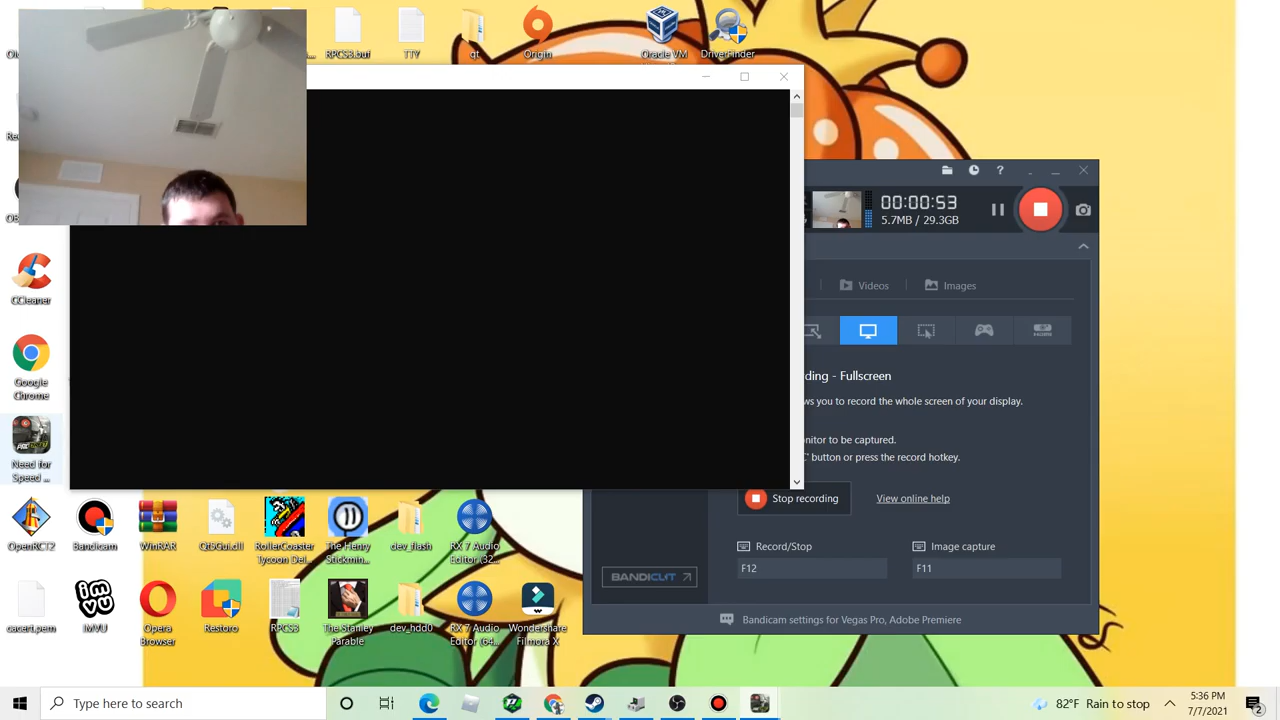 RPCS3.buf
TTY
qt
Origin
Oracle VM
DriverFinder
00:00:53
5.7MB / 29.3GB
CCleaner
Videos
Images
Google
Chrome
ding - Fullscreen
ws you to record the whole screen of your display.
onitor to be captured.
C' button or press the record hotkey.
Need for
Speed ...
Stop recording
View online help
OpenRCT2
Bandicam
WinRAR
Qt5Gui.dll
RollerCoaster
Tycoon Del...
The Henry
Stickmin...
dev_flash
RX 7 Audio
Editor (32...
Record/Stop
Image capture
F12
F11
BANDICUT
cacert.pem
IMVU
Opera
Browser
Restoro
RPCS3
The Stanley
Parable
dev_hdd0
RX 7 Audio
Editor (64...
Wondershare
Filmora X
Bandicam settings for Vegas Pro, Adobe Premiere
Type here to search
82°F Rain to stop
5:36 PM
7/7/2021
2